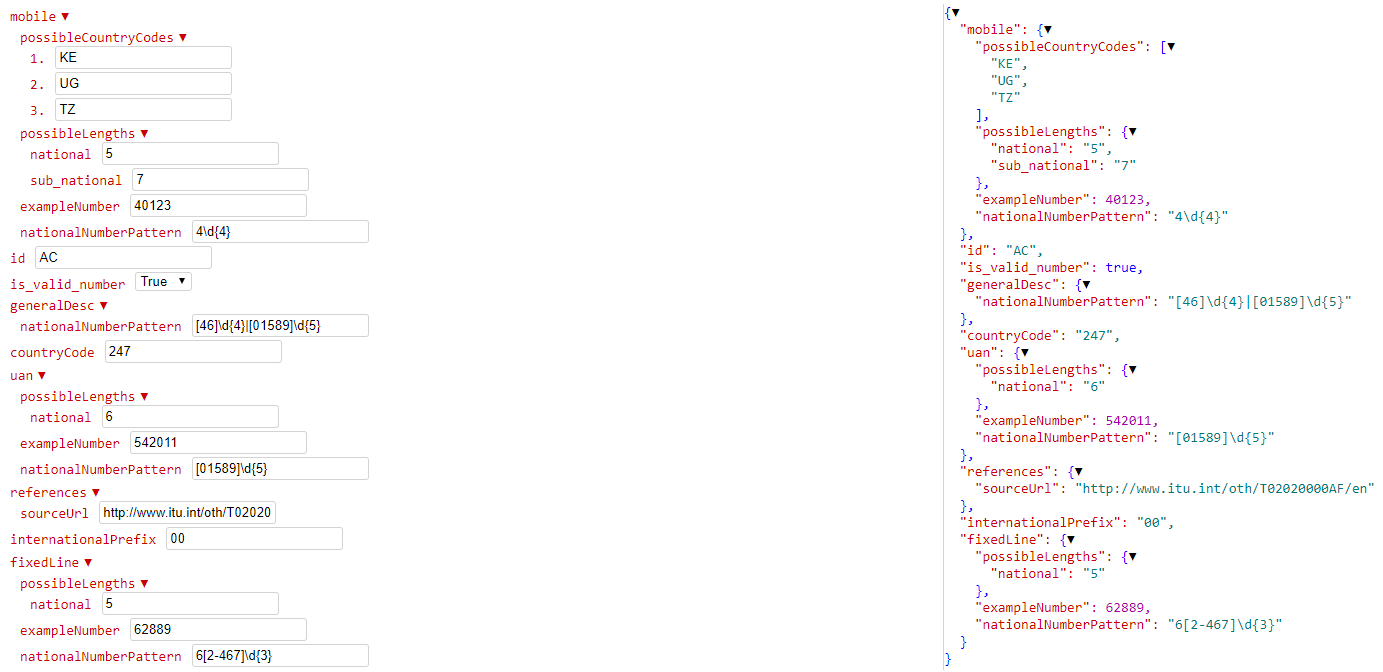 mobile ▼
possibleCountryCodes ▼
1. KE
2. UG
3. TZ
possibleLengths ▼
national 5
sub_national 7
exampleNumber 40123
nationalNumberPattern 4\d{4}
id AC
is_valid_number True ▼
generalDesc ▼
nationalNumberPattern [46]\d{4}|[01589]\d{5}
countryCode 247
uan ▼
possibleLengths ▼
national 6
exampleNumber 542011
nationalNumberPattern [01589]\d{5}
references ▼
sourceUrl http://www.itu.int/oth/T02020
internationalPrefix 00
fixedLine ▼
possibleLengths ▼
national 5
exampleNumber 62889
nationalNumberPattern 6[2-467]\d{3}
{▼
"mobile": {▼
"possibleCountryCodes": [▼
"KE",
"UG",
"TZ"
],
"possibleLengths": {▼
"national": "5",
"sub_national": "7"
},
"exampleNumber": 40123,
"nationalNumberPattern": "4\d{4}"
},
"id": "AC",
"is_valid_number": true,
"generalDesc": {▼
"nationalNumberPattern": "[46]\d{4}|[01589]\d{5}"
},
"countryCode": "247",
"uan": {▼
"possibleLengths": {▼
"national": "6"
},
"exampleNumber": 542011,
"nationalNumberPattern": "[01589]\d{5}"
},
"references": {▼
"sourceUrl": "http://www.itu.int/oth/T02020000AF/en"
},
"internationalPrefix": "00",
"fixedLine": {▼
"possibleLengths": {▼
"national": "5"
},
"exampleNumber": 62889,
"nationalNumberPattern": "6[2-467]\d{3}"
}
}